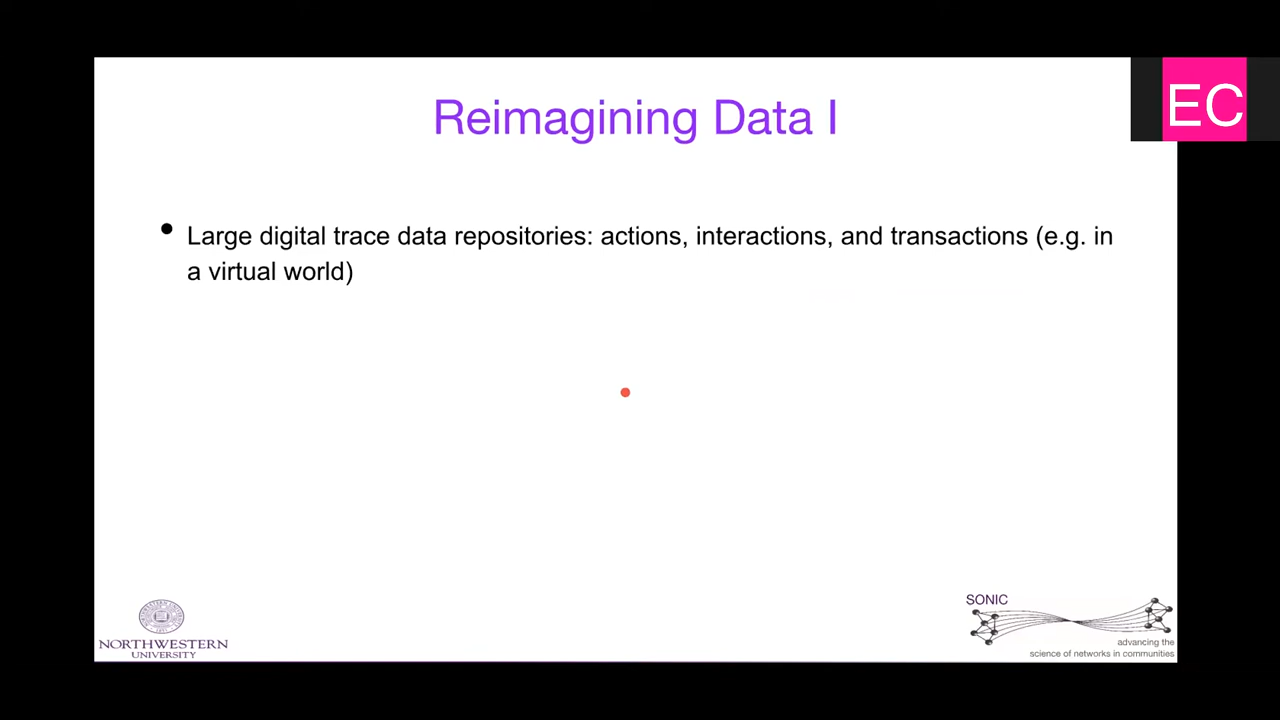 Reimagining Data I
EC
• Large digital trace data repositories: actions, interactions, and transactions (e.g. in
a virtual world)
NORTHWESTERN
UNIVERSITY
SONIC
advancing the
science of networks in communities